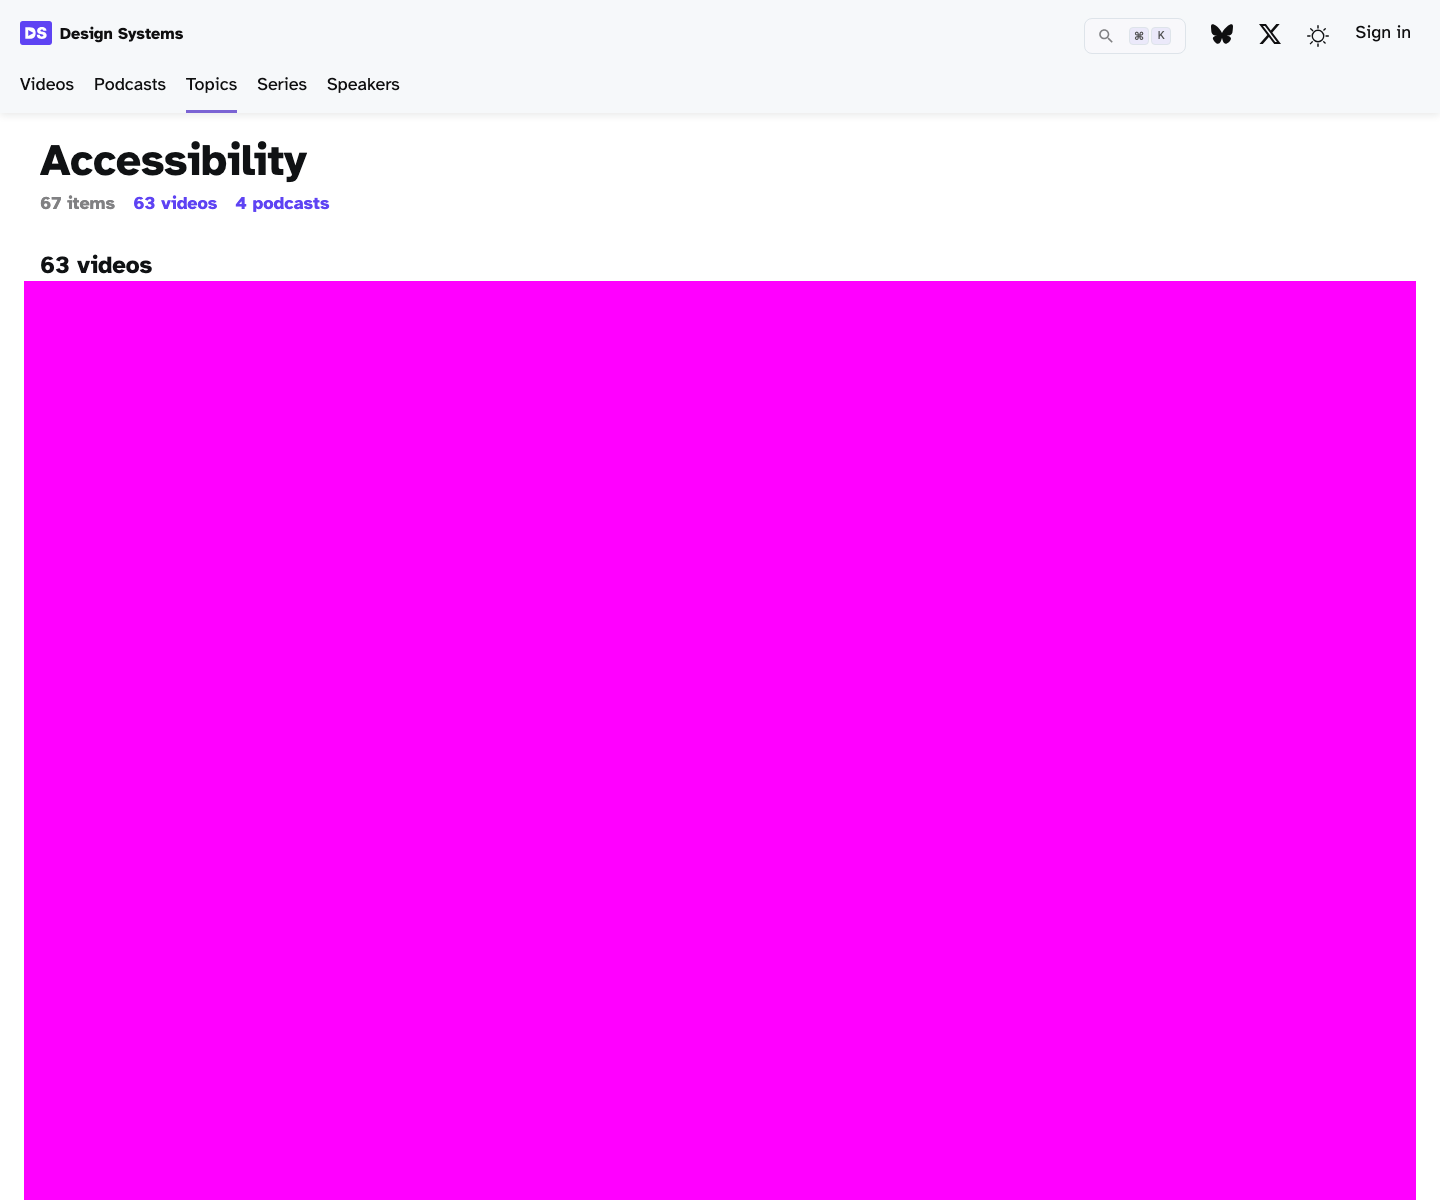 DS Design Systems
⌘ K
Sign in
Videos Podcasts Topics Series Speakers
Accessibility
67 items 63 videos 4 podcasts
63 videos